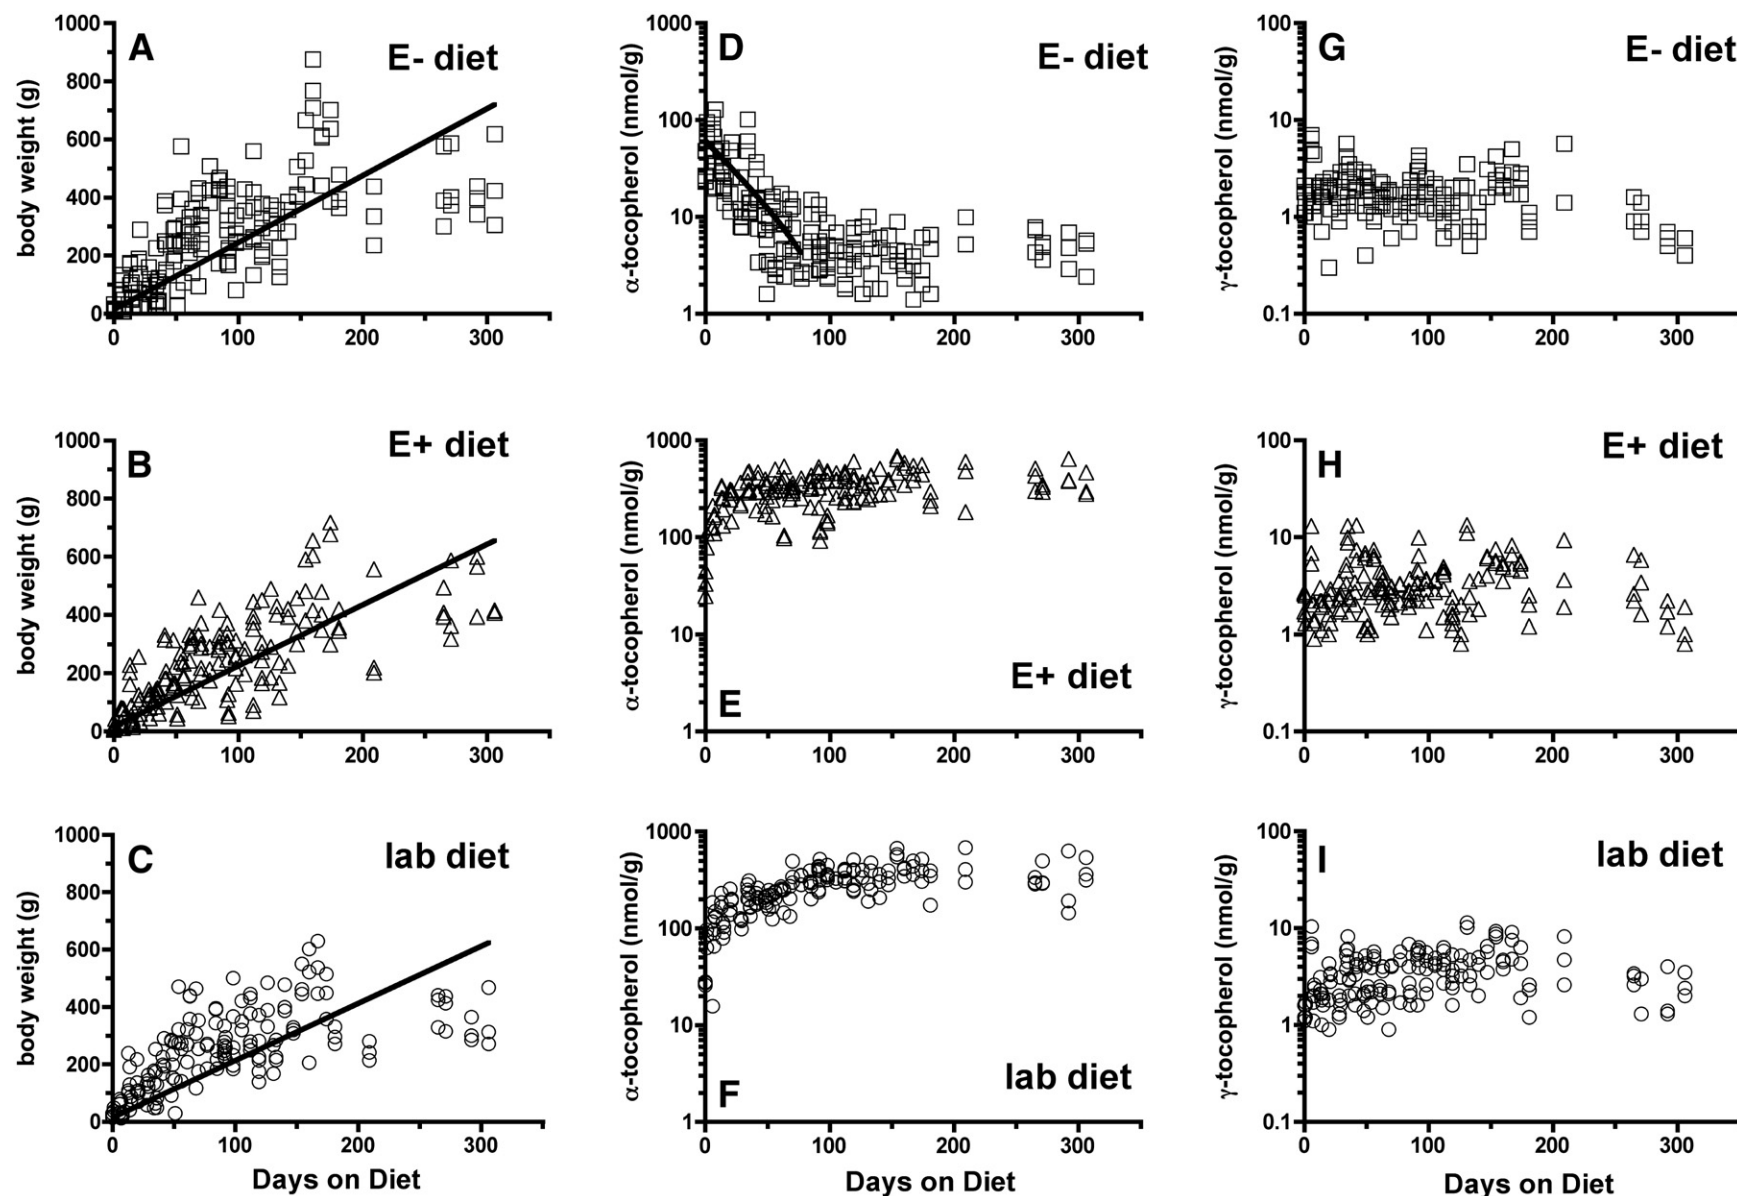 A
E- diet
body weight (g)
1000
800
600
400
200
0
0 100 200 300
D
E- diet
α-tocopherol (nmol/g)
1000
100
10
1
0 100 200 300
G
E- diet
γ-tocopherol (nmol/g)
100
10
1
0.1
0 100 200 300
B
E+ diet
body weight (g)
1000
800
600
400
200
0
0 100 200 300
E
E+ diet
α-tocopherol (nmol/g)
1000
100
10
1
0 100 200 300
H
E+ diet
γ-tocopherol (nmol/g)
100
10
1
0.1
0 100 200 300
C
lab diet
body weight (g)
1000
800
600
400
200
0
0 100 200 300
Days on Diet
F
lab diet
α-tocopherol (nmol/g)
1000
100
10
1
0 100 200 300
Days on Diet
I
lab diet
γ-tocopherol (nmol/g)
100
10
1
0.1
0 100 200 300
Days on Diet